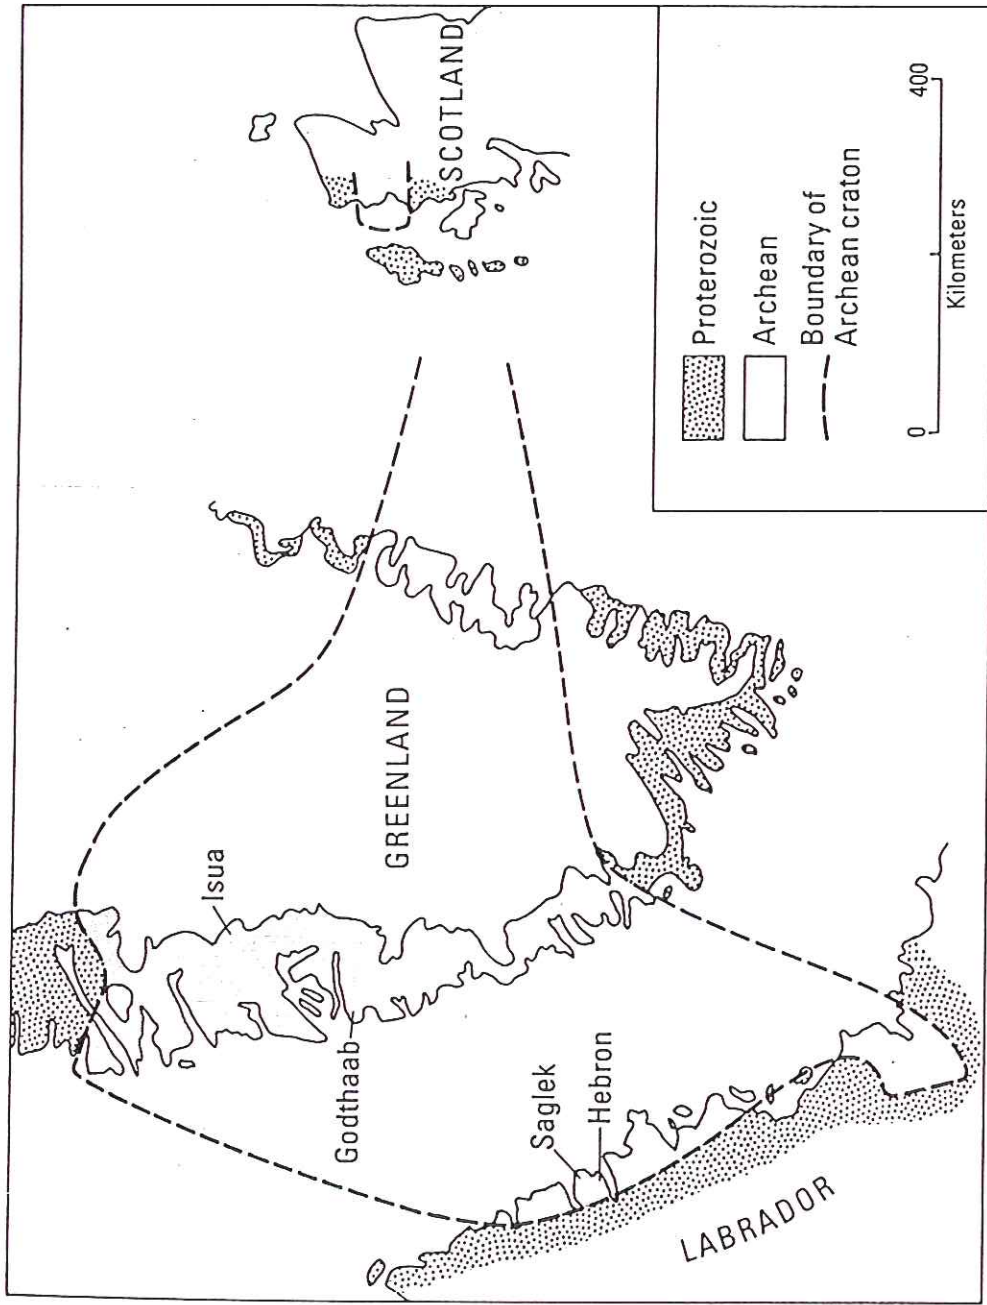 SCOTLAND
GREENLAND
Isua
Godthaab
Saglek
Hebron
LABRADOR
Proterozoic
Archean
Boundary of
Archean craton
0
400
Kilometers